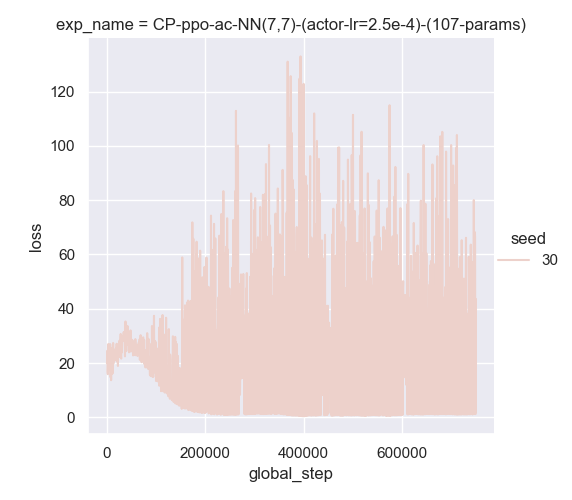 exp_name = CP-ppo-ac-NN(7,7)-(actor-lr=2.5e-4)-(107-params)
120
100
80
60
40
20
0
loss
0 200000 400000 600000
global_step
seed
30